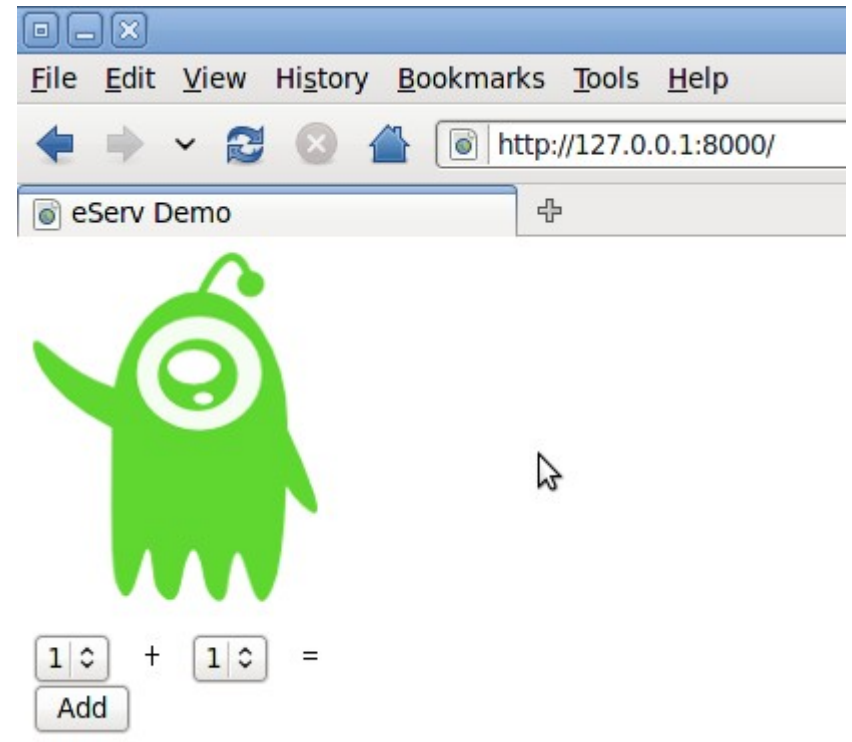 File Edit View History Bookmarks Tools Help
http://127.0.0.1:8000/
eServ Demo
1 + 1 =
Add